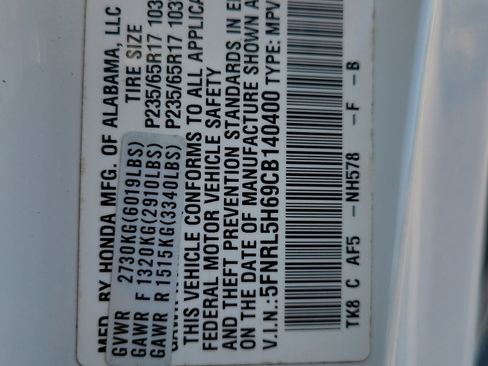 MFD. BY HONDA MFG. OF ALABAMA, LLC
TIRE SIZE
GVWR 2730KG(6019LBS)
GAWR F 1320KG(2910LBS) P235/65R17 103
GAWR R 1515KG(3340LBS) P235/65R17 103
THIS VEHICLE CONFORMS TO ALL APPLICA
FEDERAL MOTOR VEHICLE SAFETY
AND THEFT PREVENTION STANDARDS IN E
ON THE DATE OF MANUFACTURE SHOWN A
V.I.N.:5FNRL5H69CB140400 TYPE: MPV
TK8 C AF5 -NH578 -F -B